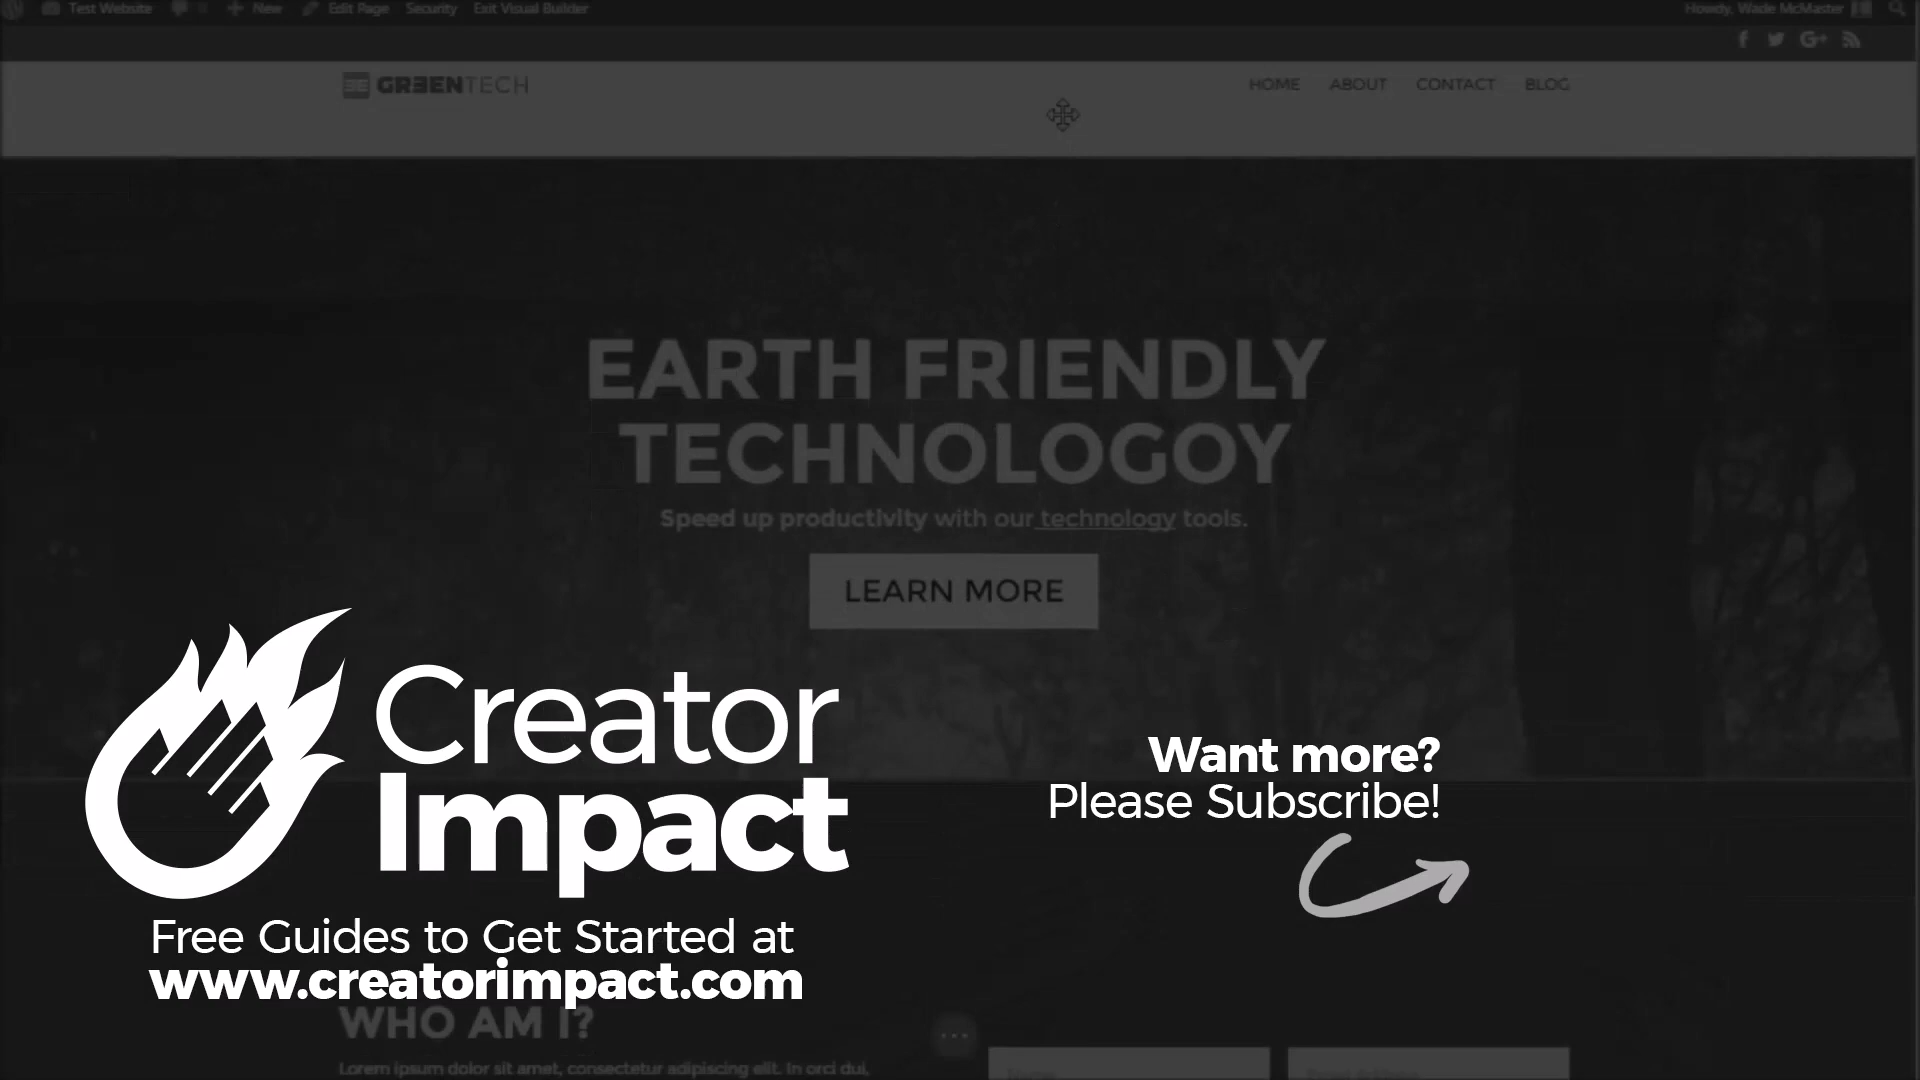 Test Website
New
Edit Page
Security
Exit Visual Builder
Howdy, Wade McMaster
GREENTECH
HOME
ABOUT
CONTACT
BLOG
EARTH FRIENDLY
TECHNOLOGOY
Speed up productivity with our technology tools.
LEARN MORE
Creator
Impact
Free Guides to Get Started at
www.creatorimpact.com
Want more?
Please Subscribe!
WHO AM I?
Lorem ipsum dolor sit amet, consectetur adipiscing elit. In orci dui,